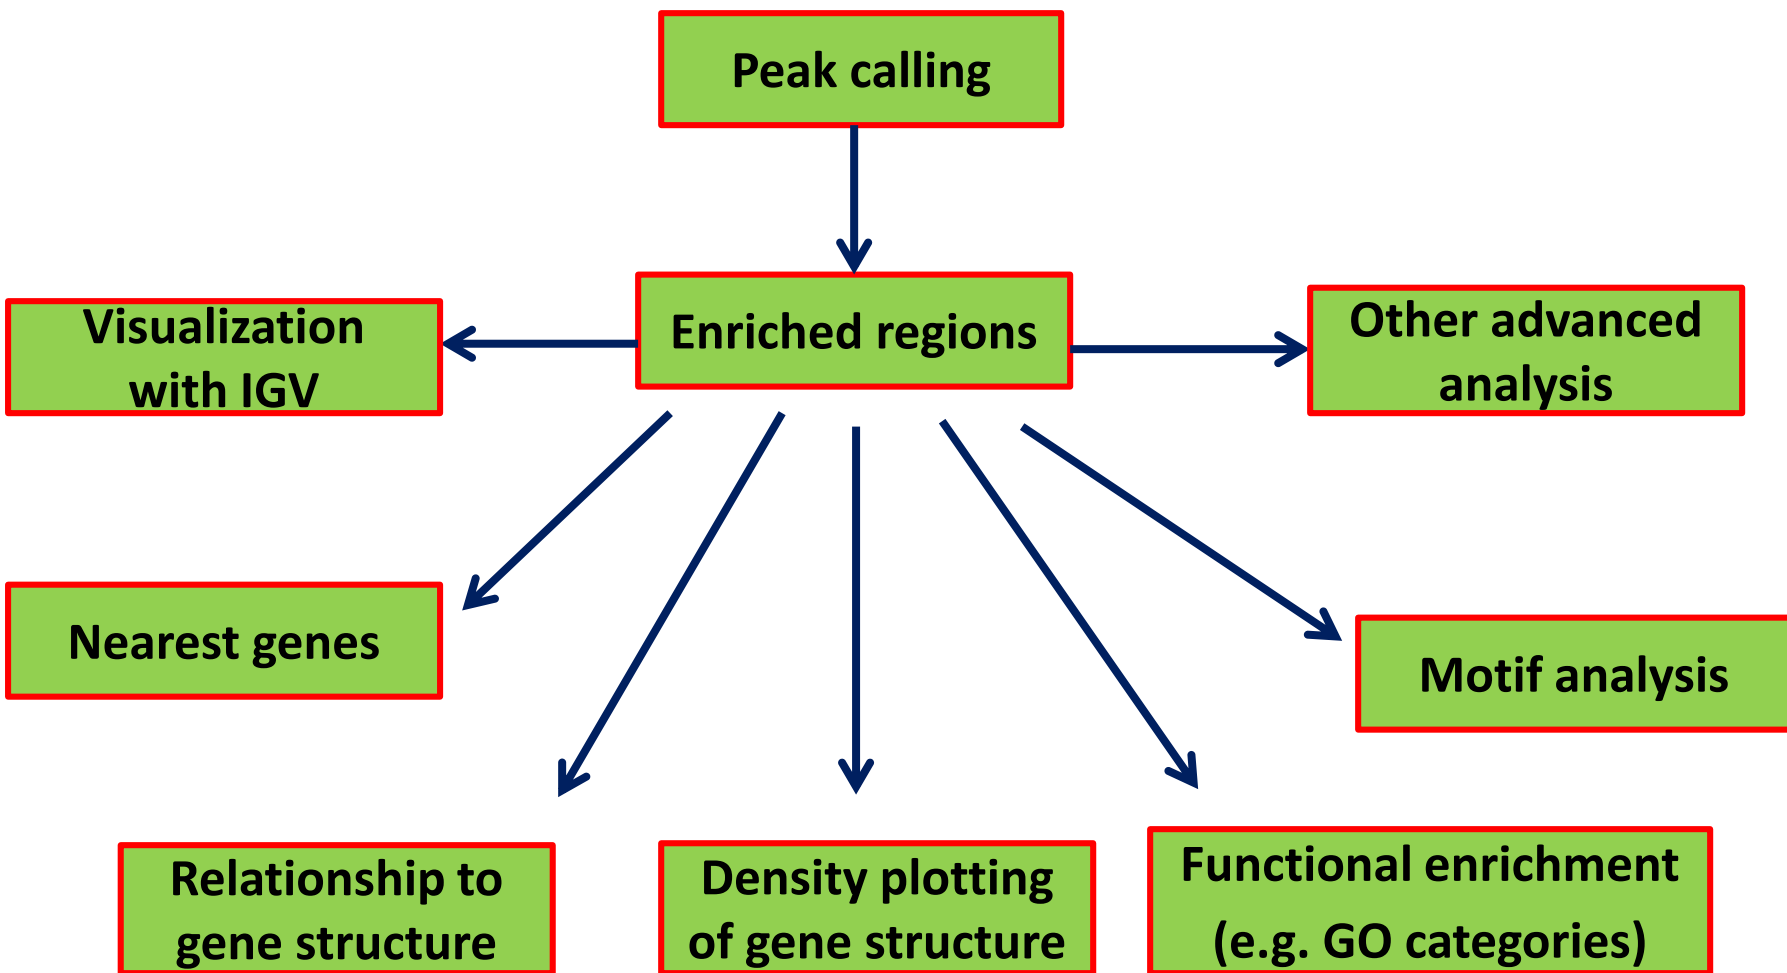 Peak calling
Enriched regions
Visualization
with IGV
Other advanced
analysis
Nearest genes
Motif analysis
Relationship to
gene structure
Density plotting
of gene structure
Functional enrichment
(e.g. GO categories)